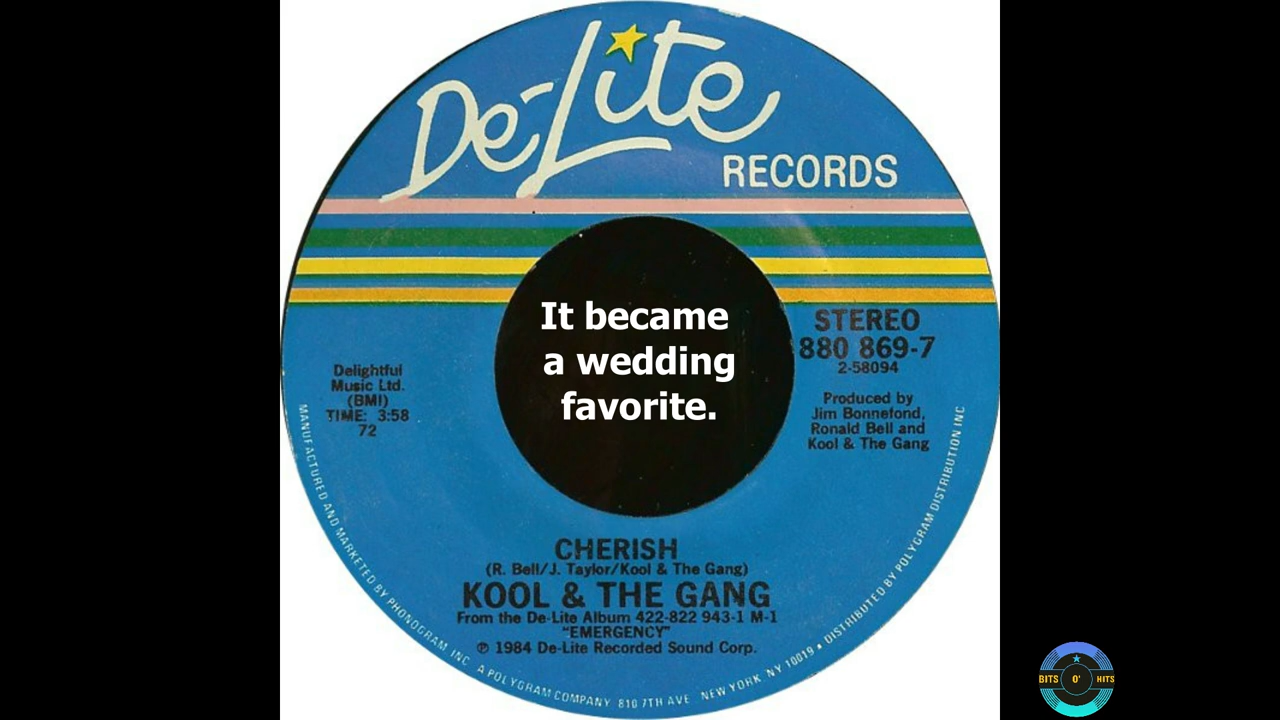 De-Lite
RECORDS
It became
a wedding
favorite.
STEREO
880 869-7
2-58094
Delightful
Music Ltd.
(BMI)
TIME: 3:58
72
Produced by
Jim Bonnefond,
Ronald Bell and
Kool & The Gang
CHERISH
(R. Bell/J. Taylor/Kool & The Gang)
KOOL & THE GANG
From the De-Lite Album 422-822 943-1 M-1
"EMERGENCY"
℗ 1984 De-Lite Recorded Sound Corp.
MANUFACTURED AND MARKETED BY PHONOGRAM INC A POLYGRAM COMPANY 810 7TH AVE NEW YORK NY 10019 • DISTRIBUTED BY POLYGRAM DISTRIBUTION INC
BITS O' HITS